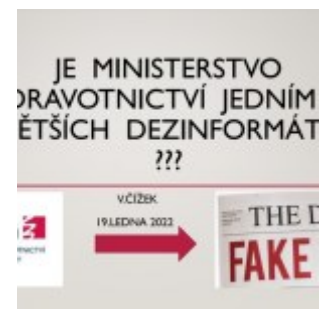 JE MINISTERSTVO
DRAVOTNICTVÍ JEDNÍM
ĚTŠÍCH DEZINFORMÁT
???
V.ČÍŽEK
19.LEDNA 2022
THE D
FAKE